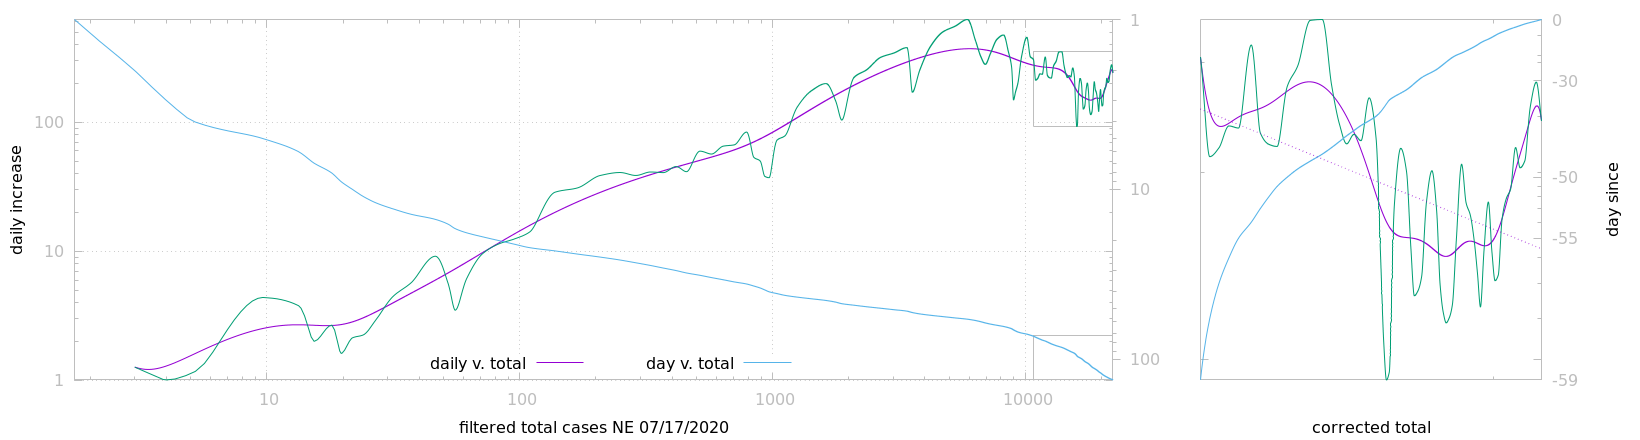 daily increase
100
10
1
10
100
1000
10000
filtered total cases NE 07/17/2020
daily v. total
day v. total
1
10
100
corrected total
0
-30
-50
-55
-59
day since